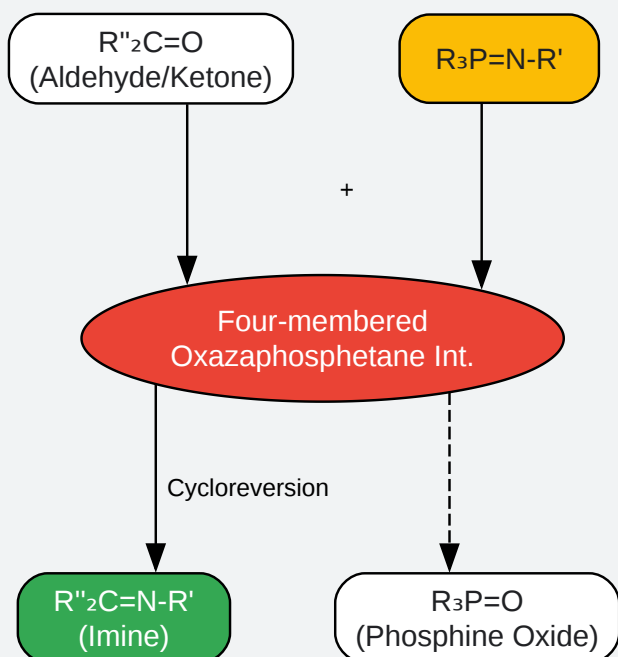 R''₂C=O
(Aldehyde/Ketone)
R₃P=N-R'
+
Four-membered
Oxazaphosphetane Int.
Cycloreversion
R''₂C=N-R'
(Imine)
R₃P=O
(Phosphine Oxide)